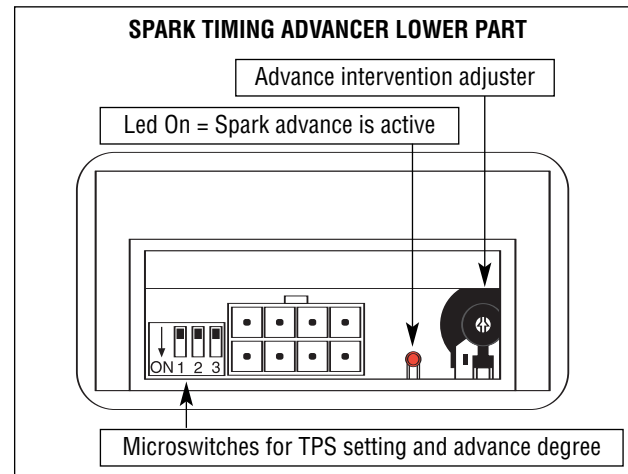 SPARK TIMING ADVANCER LOWER PART
Advance intervention adjuster
Led On = Spark advance is active
ON 1 2 3
Microswitches for TPS setting and advance degree